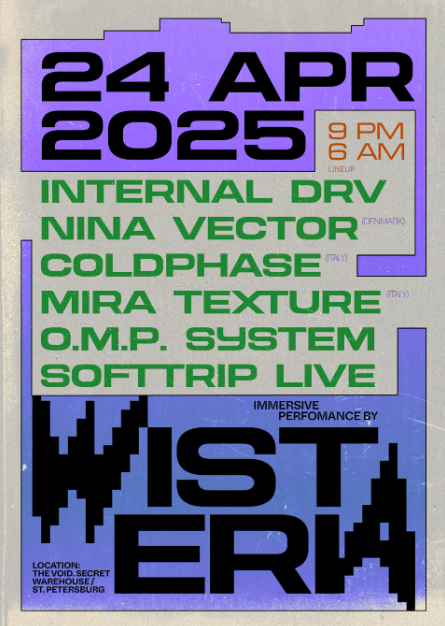 24 APR
2025
9 PM
6 AM
LINEUP
INTERNAL DRV
NINA VECTOR (DENMARK)
COLDPHASE (ITALY)
MIRA TEXTURE (ITALY)
O.M.P. SYSTEM
SOFTTRIP LIVE
IMMERSIVE
PERFOMANCE BY
WIST
ERIA
LOCATION:
THE VOID. SECRET
WAREHOUSE /
ST. PETERSBURG